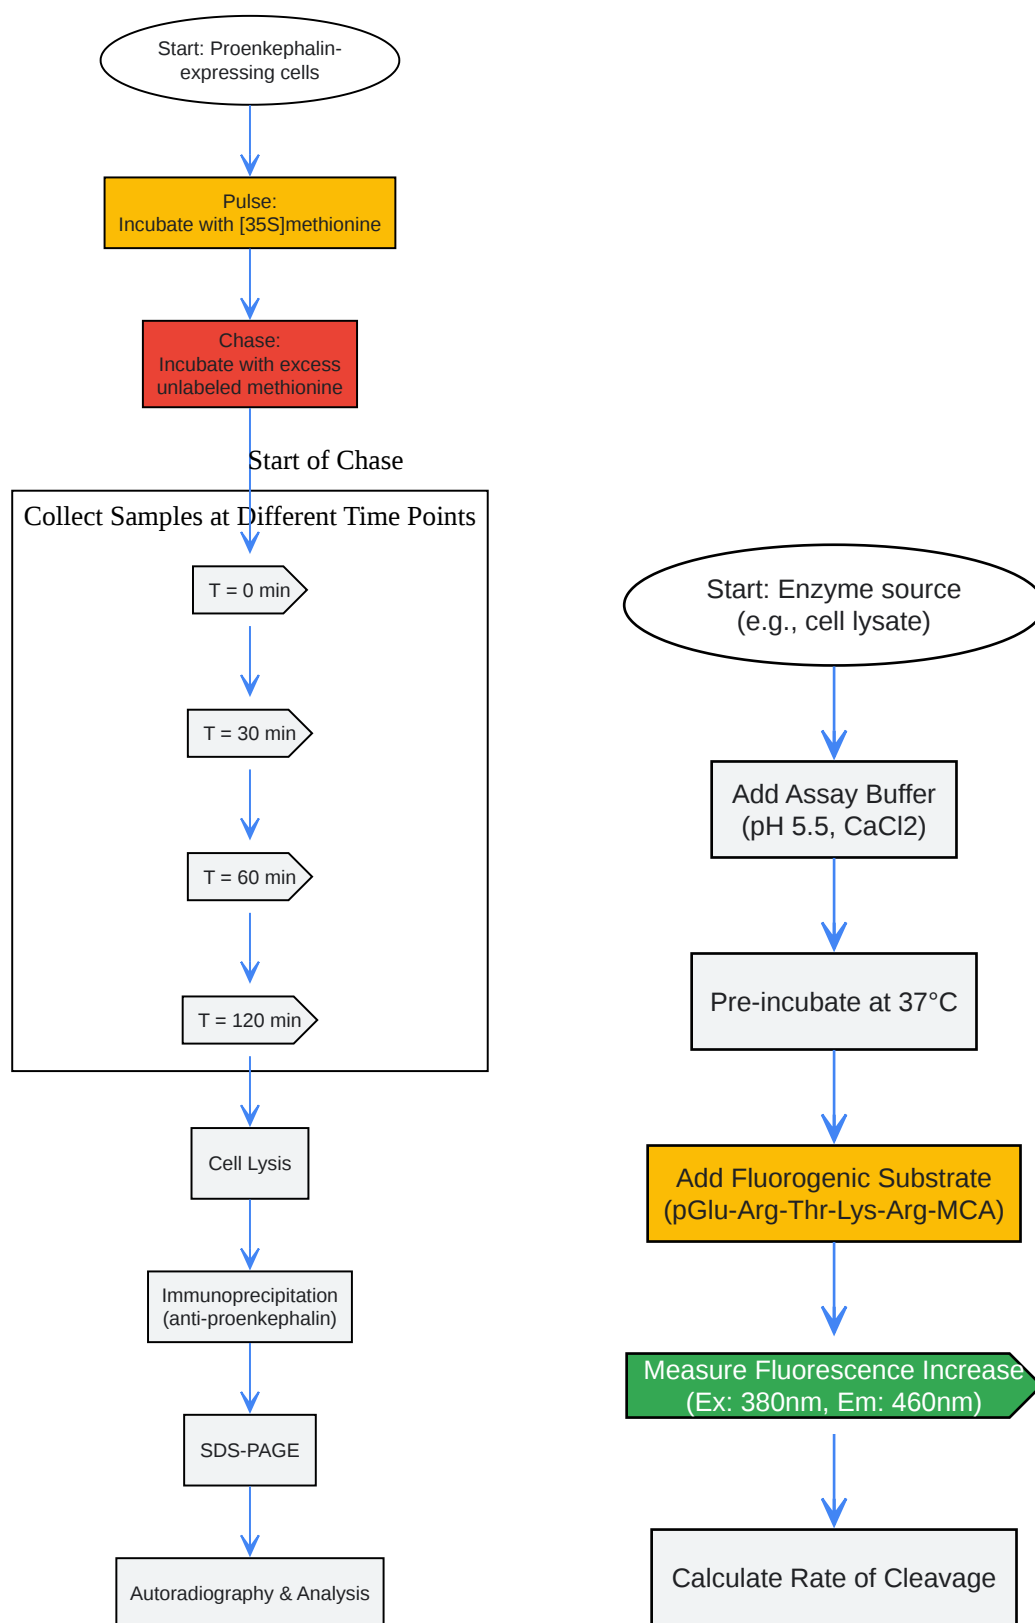 Start: Proenkephalin-
expressing cells
Pulse:
Incubate with [35S]methionine
Chase:
Incubate with excess
unlabeled methionine
Start of Chase
Collect Samples at Different Time Points
T = 0 min
T = 30 min
T = 60 min
T = 120 min
Cell Lysis
Immunoprecipitation
(anti-proenkephalin)
SDS-PAGE
Autoradiography & Analysis
Start: Enzyme source
(e.g., cell lysate)
Add Assay Buffer
(pH 5.5, CaCl2)
Pre-incubate at 37°C
Add Fluorogenic Substrate
(pGlu-Arg-Thr-Lys-Arg-MCA)
Measure Fluorescence Increase
(Ex: 380nm, Em: 460nm)
Calculate Rate of Cleavage